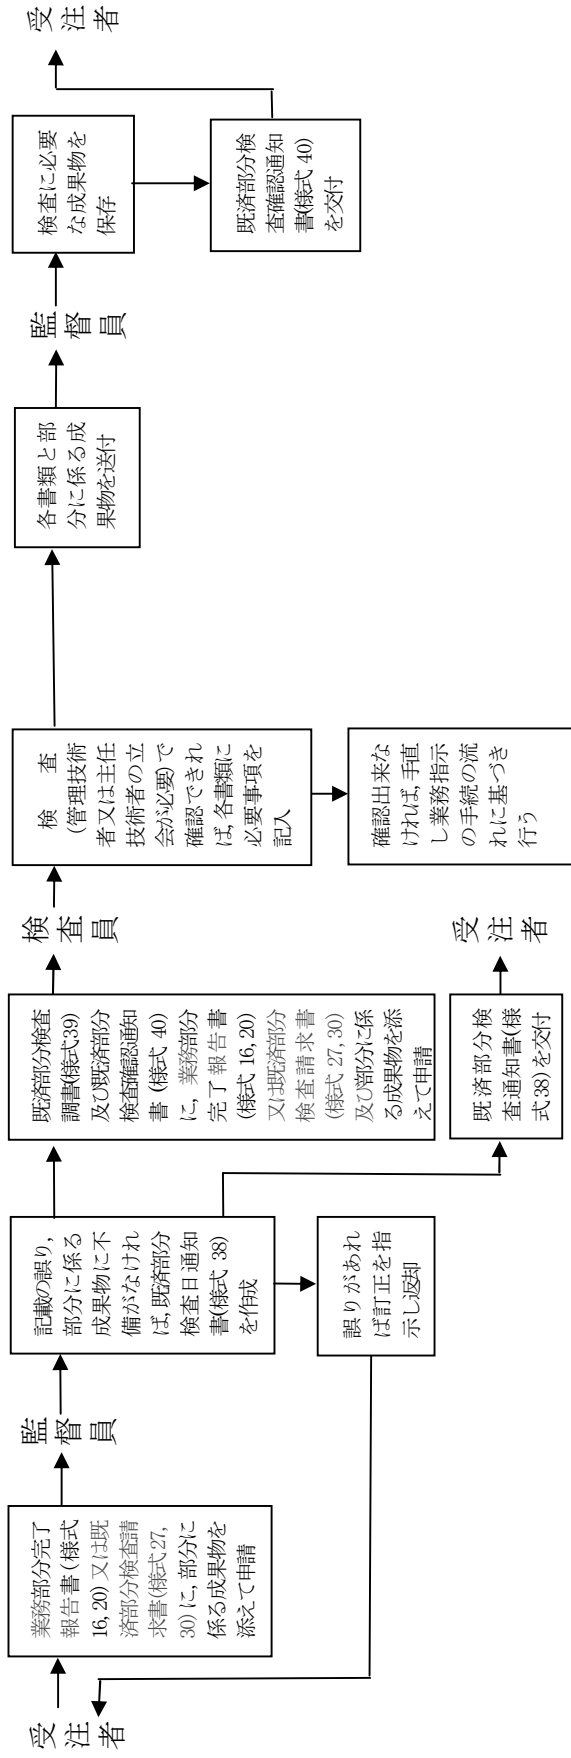 受注者
業務部分完了
報告書(様式
16,20)又は既
済部分検査請
求書(様式27,
30)に,部分に
係る成果物を
添えて申請
監督員
記載の誤り,
部分に係る
成果物に不
備がなけれ
ば,既済部分
検査日通知
書(様式 38)
を作成
誤りがあれ
ば訂正を指
示し返却
既済部分検査
調書(様式39)
及び既済部分
検査確認通知
書(様式 40)
に,業務部分
完了報告書
(様式 16,20)
又は既済部分
検査請求書
(様式 27,30)
及び部分に係
る成果物を添
えて申請
既済部分検
査通知書(様
式38)を交付
受注者
検査員
検 査
(管理技術
者又は主任
技術者の立
会が必要)で
確認できれ
ば,各書類に
必要事項を
記入
確認出来な
ければ,手直
し業務指示
の手続の流
れに基づき
行う
各書類と部
分に係る成
果物を送付
監督員
検査に必要
な成果物を
保存
既済部分検
査確認通知
書(様式 40)
を交付
受注者